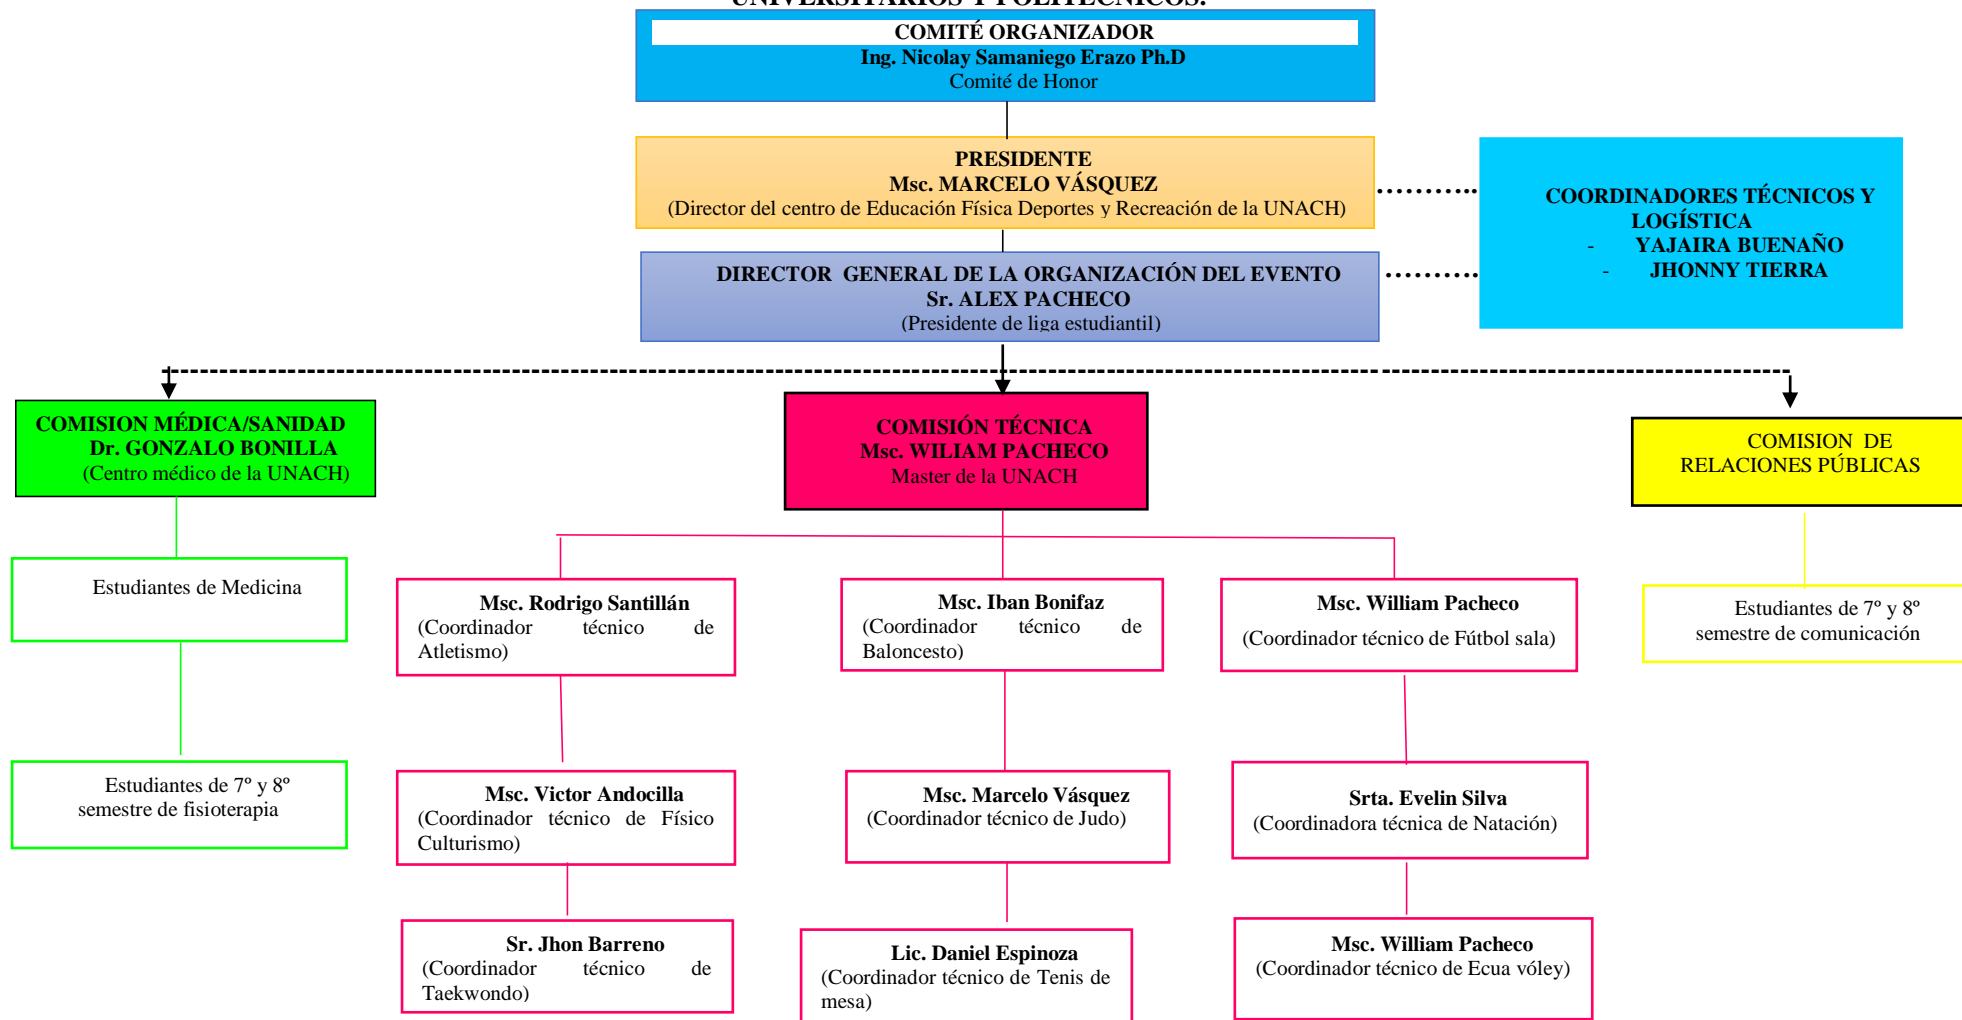 UNIVERSITARIOS Y POLITÉCNICOS.
COMITÉ ORGANIZADOR
Ing. Nicolay Samaniego Erazo Ph.D
Comité de Honor
PRESIDENTE
Msc. MARCELO VÁSQUEZ
(Director del centro de Educación Física Deportes y Recreación de la UNACH)
COORDINADORES TÉCNICOS Y
LOGÍSTICA
- YAJAIRA BUENAÑO
- JHONNY TIERRA
DIRECTOR GENERAL DE LA ORGANIZACIÓN DEL EVENTO
Sr. ALEX PACHECO
(Presidente de liga estudiantil)
COMISION MÉDICA/SANIDAD
Dr. GONZALO BONILLA
(Centro médico de la UNACH)
COMISIÓN TÉCNICA
Msc. WILIAM PACHECO
Master de la UNACH
COMISION DE
RELACIONES PÚBLICAS
Estudiantes de Medicina
Msc. Rodrigo Santillán
(Coordinador técnico de
Atletismo)
Msc. Iban Bonifaz
(Coordinador técnico de
Baloncesto)
Msc. William Pacheco
(Coordinador técnico de Fútbol sala)
Estudiantes de 7º y 8º
semestre de comunicación
Estudiantes de 7º y 8º
semestre de fisioterapia
Msc. Victor Andocilla
(Coordinador técnico de Físico
Culturismo)
Msc. Marcelo Vásquez
(Coordinador técnico de Judo)
Srta. Evelin Silva
(Coordinadora técnica de Natación)
Sr. Jhon Barreno
(Coordinador técnico de
Taekwondo)
Lic. Daniel Espinoza
(Coordinador técnico de Tenis de
mesa)
Msc. William Pacheco
(Coordinador técnico de Ecua vóley)